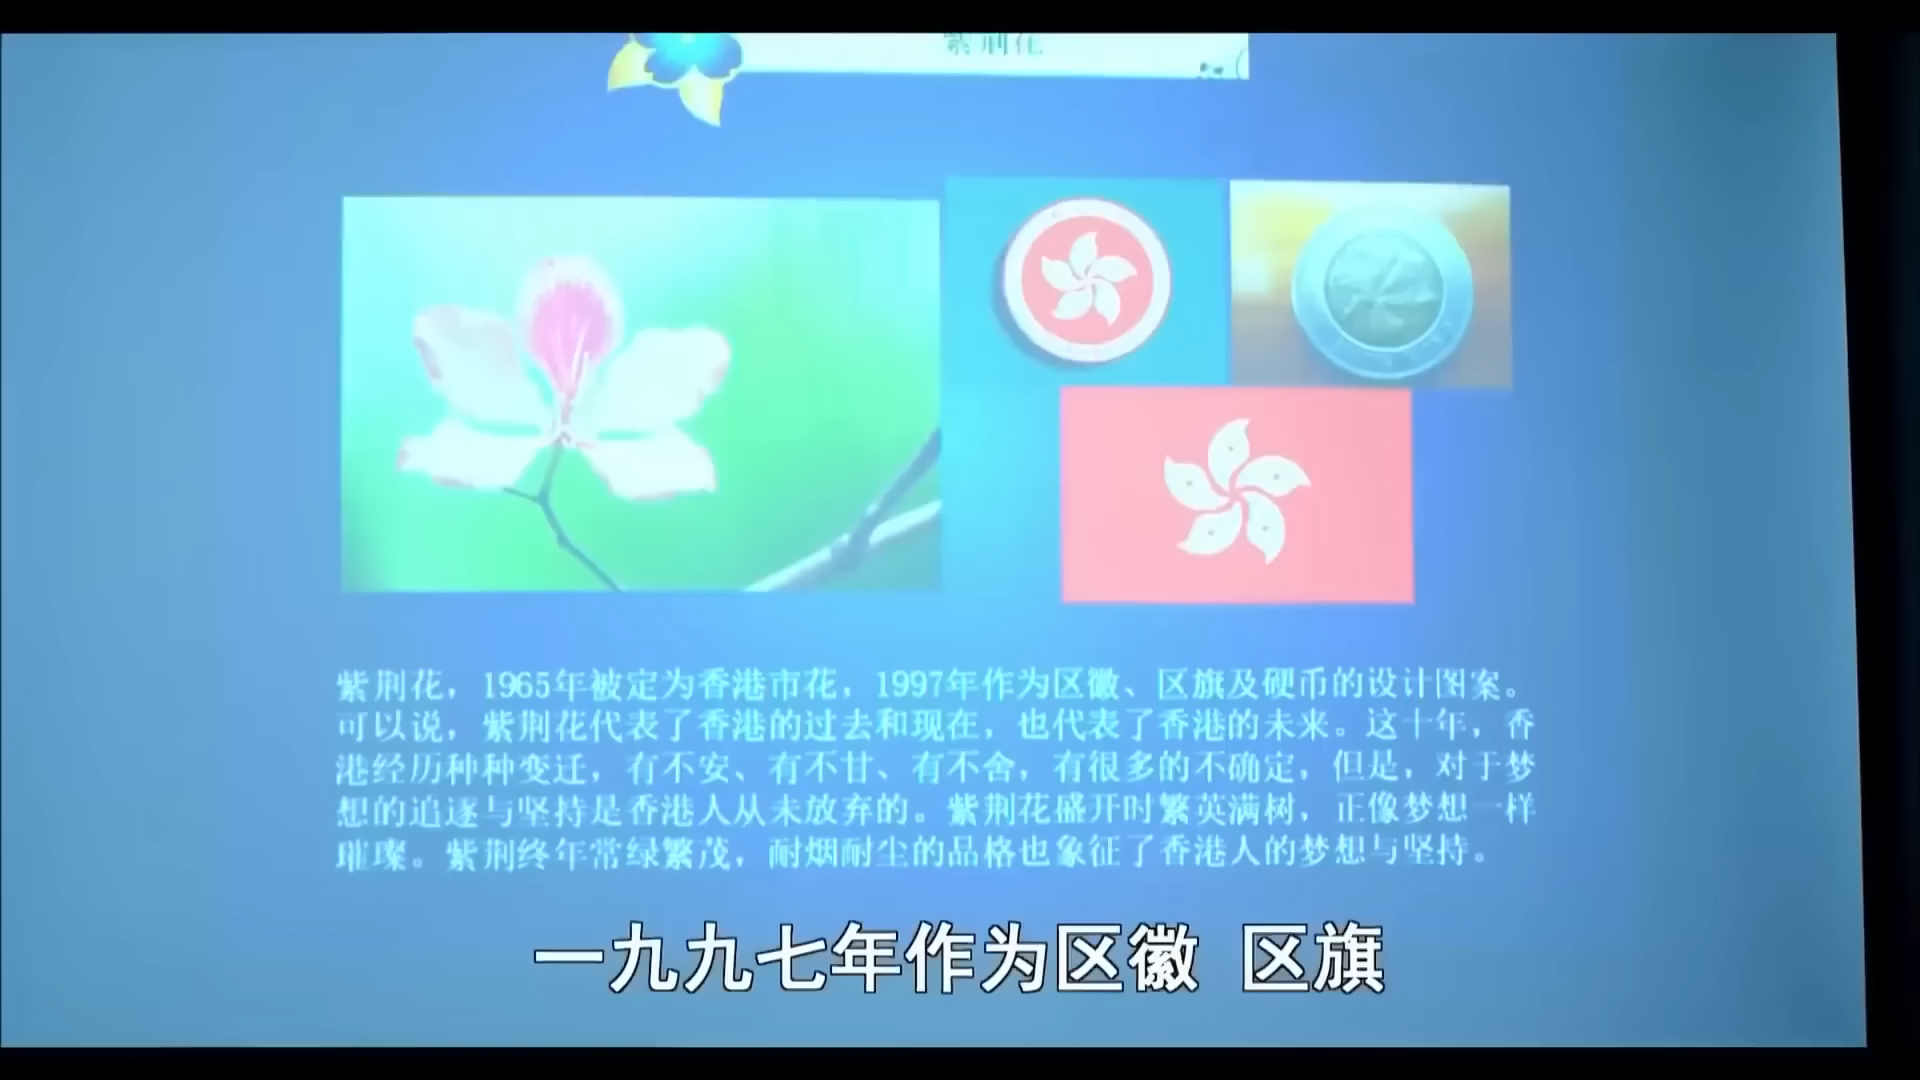 紫荆花
紫荆花，1965年被定为香港市花，1997年作为区徽、区旗及硬币的设计图案。
可以说，紫荆花代表了香港的过去和现在，也代表了香港的未来。这十年，香
港经历种种变迁，有不安、有不甘、有不舍，有很多的不确定，但是，对于梦
想的追逐与坚持是香港人从未放弃的。紫荆花盛开时繁英满树，正像梦想一样
璀璨。紫荆终年常绿繁茂，耐烟耐尘的品格也象征了香港人的梦想与坚持。
一九九七年作为区徽 区旗